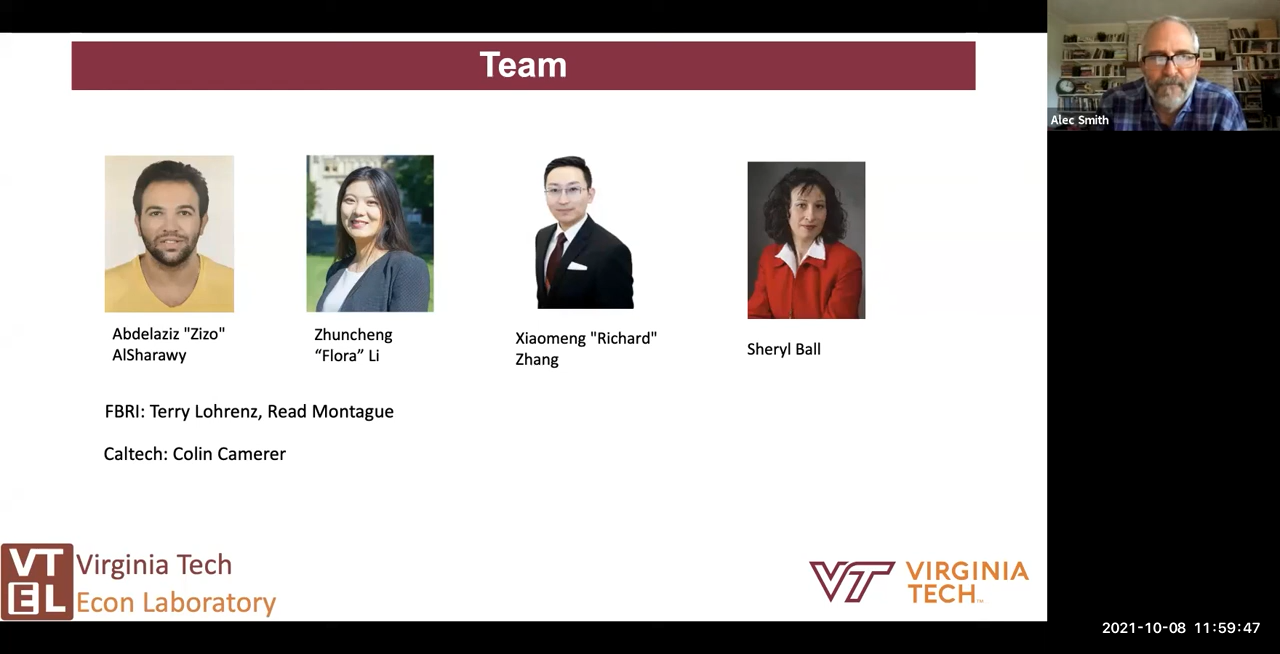 Team
Alec Smith
Abdelaziz "Zizo"
AlSharawy
Zhuncheng
“Flora” Li
Xiaomeng "Richard"
Zhang
Sheryl Ball
FBRI: Terry Lohrenz, Read Montague
Caltech: Colin Camerer
VT
EL
Virginia Tech
Econ Laboratory
VT
VIRGINIA
TECH™
2021-10-08 11:59:47